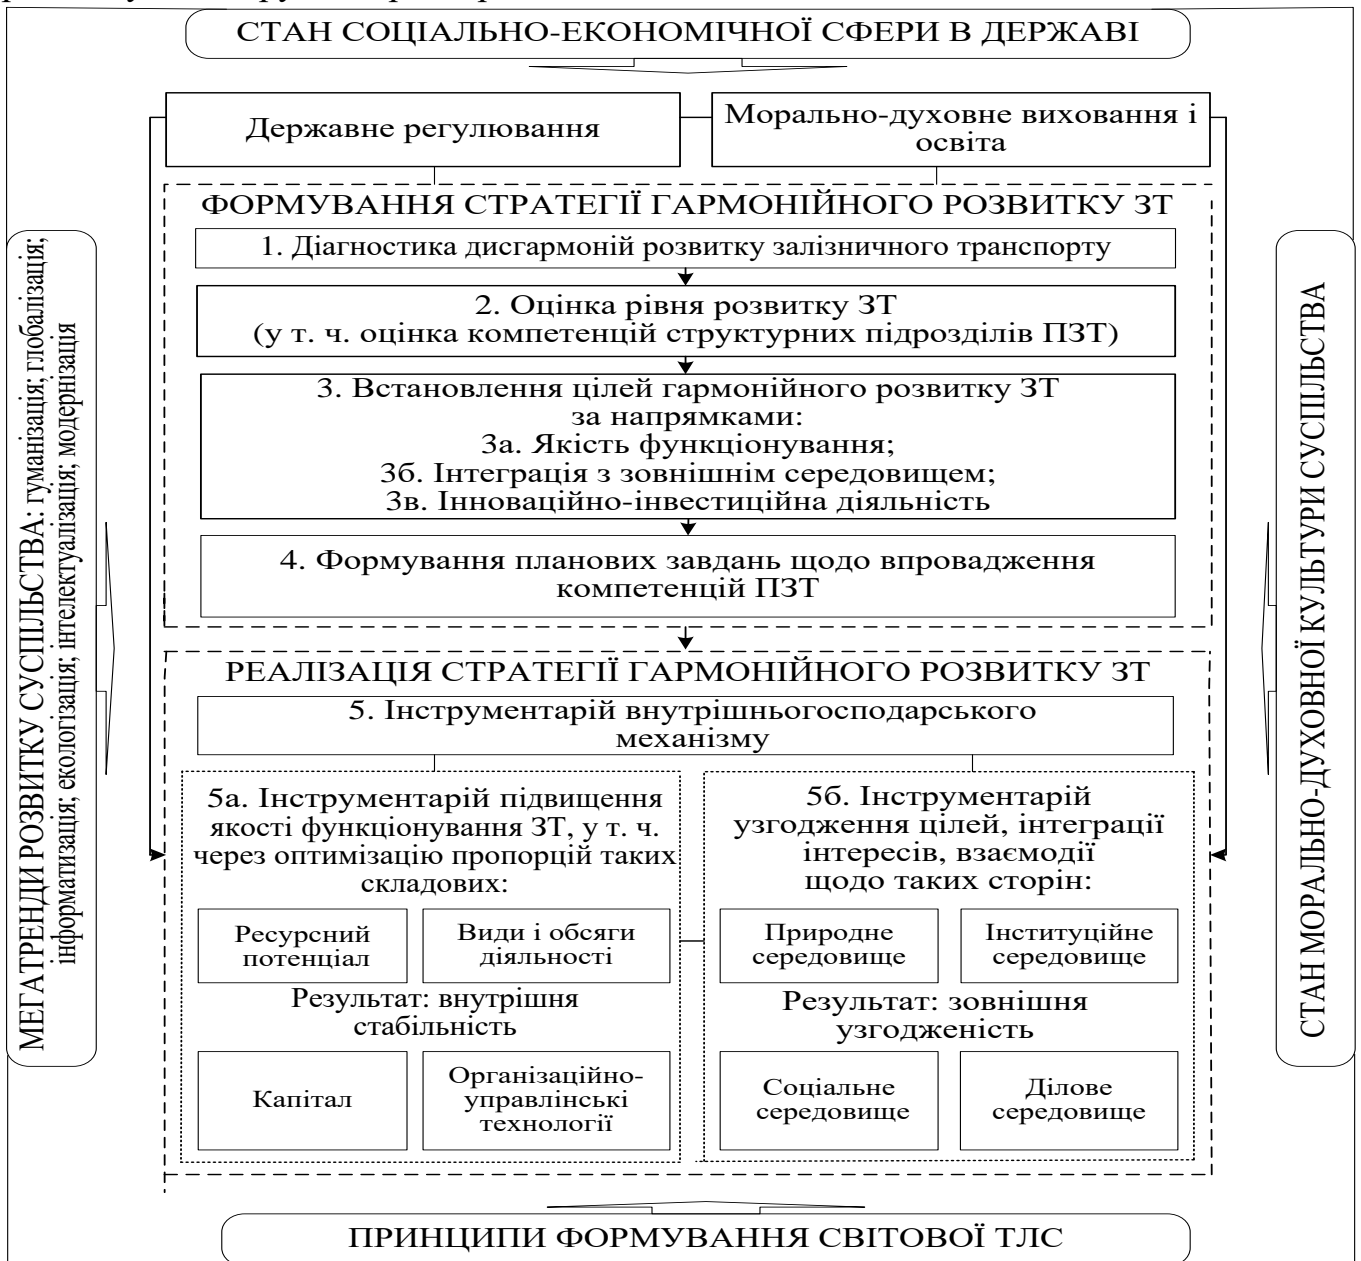 СТАН СОЦІАЛЬНО-ЕКОНОМІЧНОЇ СФЕРИ В ДЕРЖАВІ
Державне регулювання
Морально-духовне виховання і
освіта
ФОРМУВАННЯ СТРАТЕГІЇ ГАРМОНІЙНОГО РОЗВИТКУ ЗТ
1. Діагностика дисгармоній розвитку залізничного транспорту
2. Оцінка рівня розвитку ЗТ
(у т. ч. оцінка компетенцій структурних підрозділів ПЗТ)
3. Встановлення цілей гармонійного розвитку ЗТ
за напрямками:
3а. Якість функціонування;
3б. Інтеграція з зовнішнім середовищем;
3в. Інноваційно-інвестиційна діяльність
4. Формування планових завдань щодо впровадження
компетенцій ПЗТ
МЕГАТРЕНДИ РОЗВИТКУ СУСПІЛЬСТВА: гуманізація; глобалізація;
інформатизація; екологізація; інтелектуалізація; модернізація
СТАН МОРАЛЬНО-ДУХОВНОЇ КУЛЬТУРИ СУСПІЛЬСТВА
РЕАЛІЗАЦІЯ СТРАТЕГІЇ ГАРМОНІЙНОГО РОЗВИТКУ ЗТ
5. Інструментарій внутрішньогосподарського
механізму
5а. Інструментарій підвищення
якості функціонування ЗТ, у т. ч.
через оптимізацію пропорцій таких
складових:
Ресурсний
потенціал
Види і обсяги
діяльності
Результат: внутрішня
стабільність
Капітал
Організаційно-
управлінські
технології
5б. Інструментарій
узгодження цілей, інтеграції
інтересів, взаємодії
щодо таких сторін:
Природне
середовище
Інституційне
середовище
Результат: зовнішня
узгодженість
Соціальне
середовище
Ділове
середовище
ПРИНЦИПИ ФОРМУВАННЯ СВІТОВОЇ ТЛС